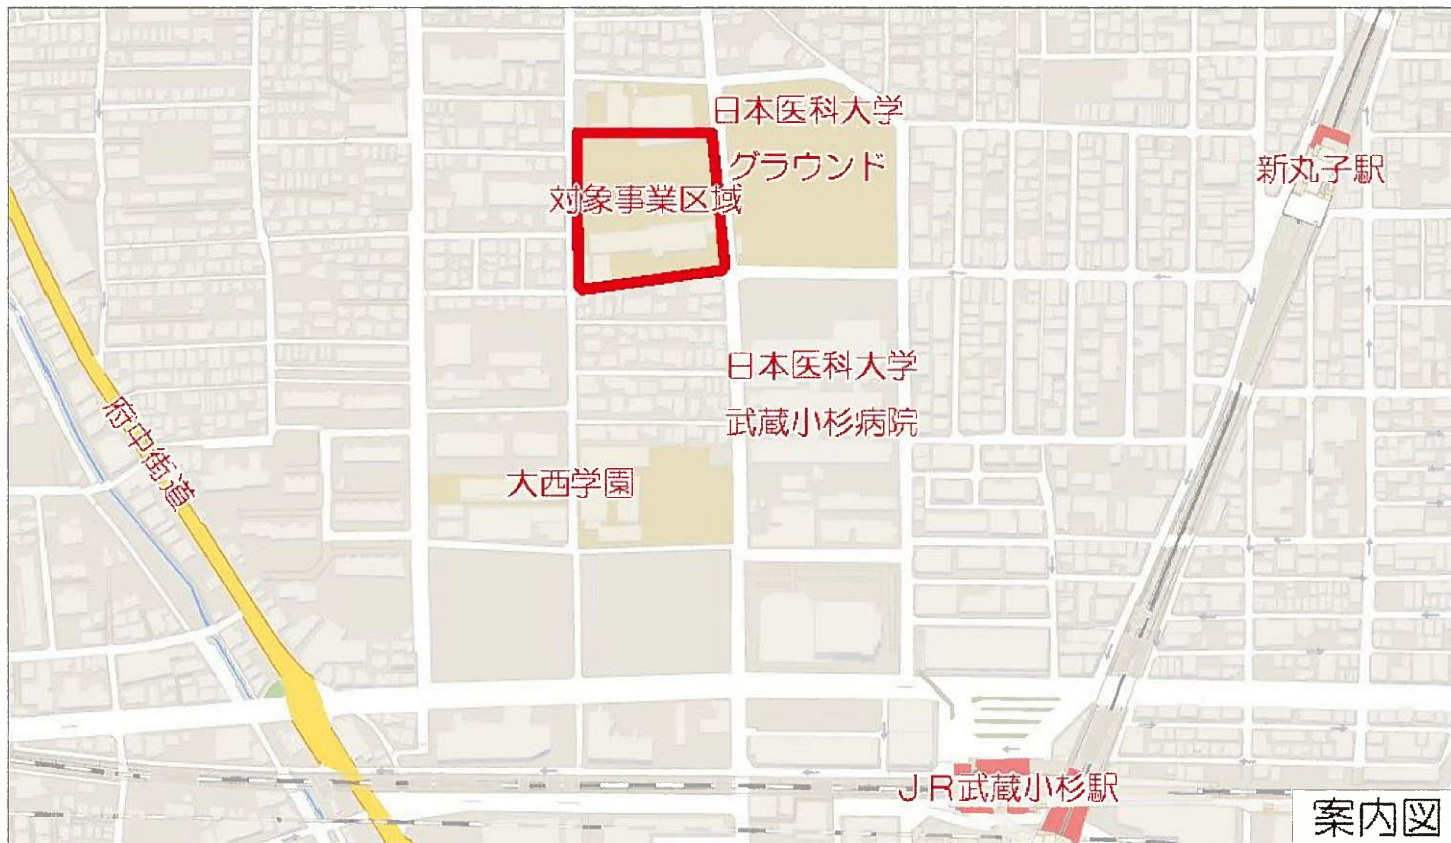 日本医科大学
グラウンド
新丸子駅
対象事業区域
日本医科大学
武蔵小杉病院
府中街道
大西学園
JR武蔵小杉駅
案内図